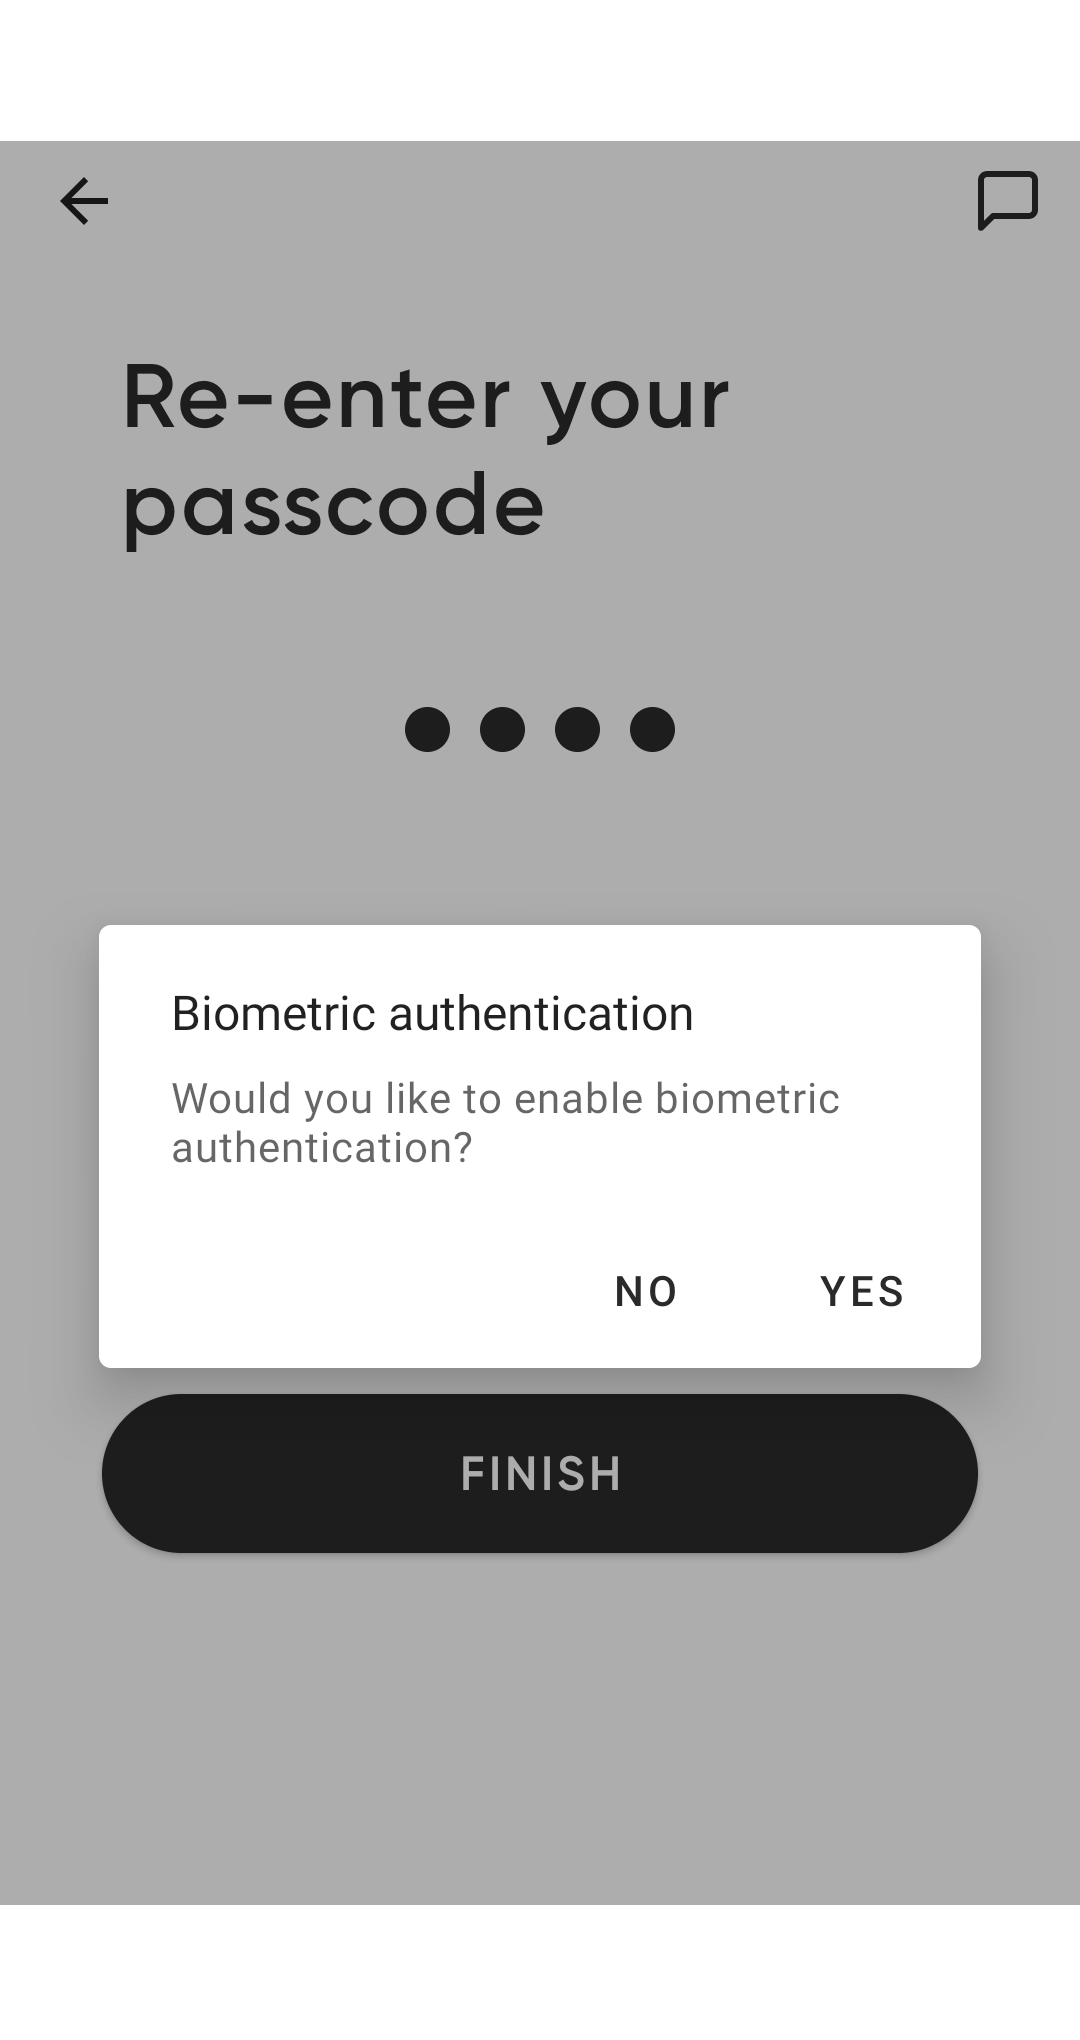 Re-enter your
passcode
Biometric authentication
Would you like to enable biometric
authentication?
NO YES
FINISH